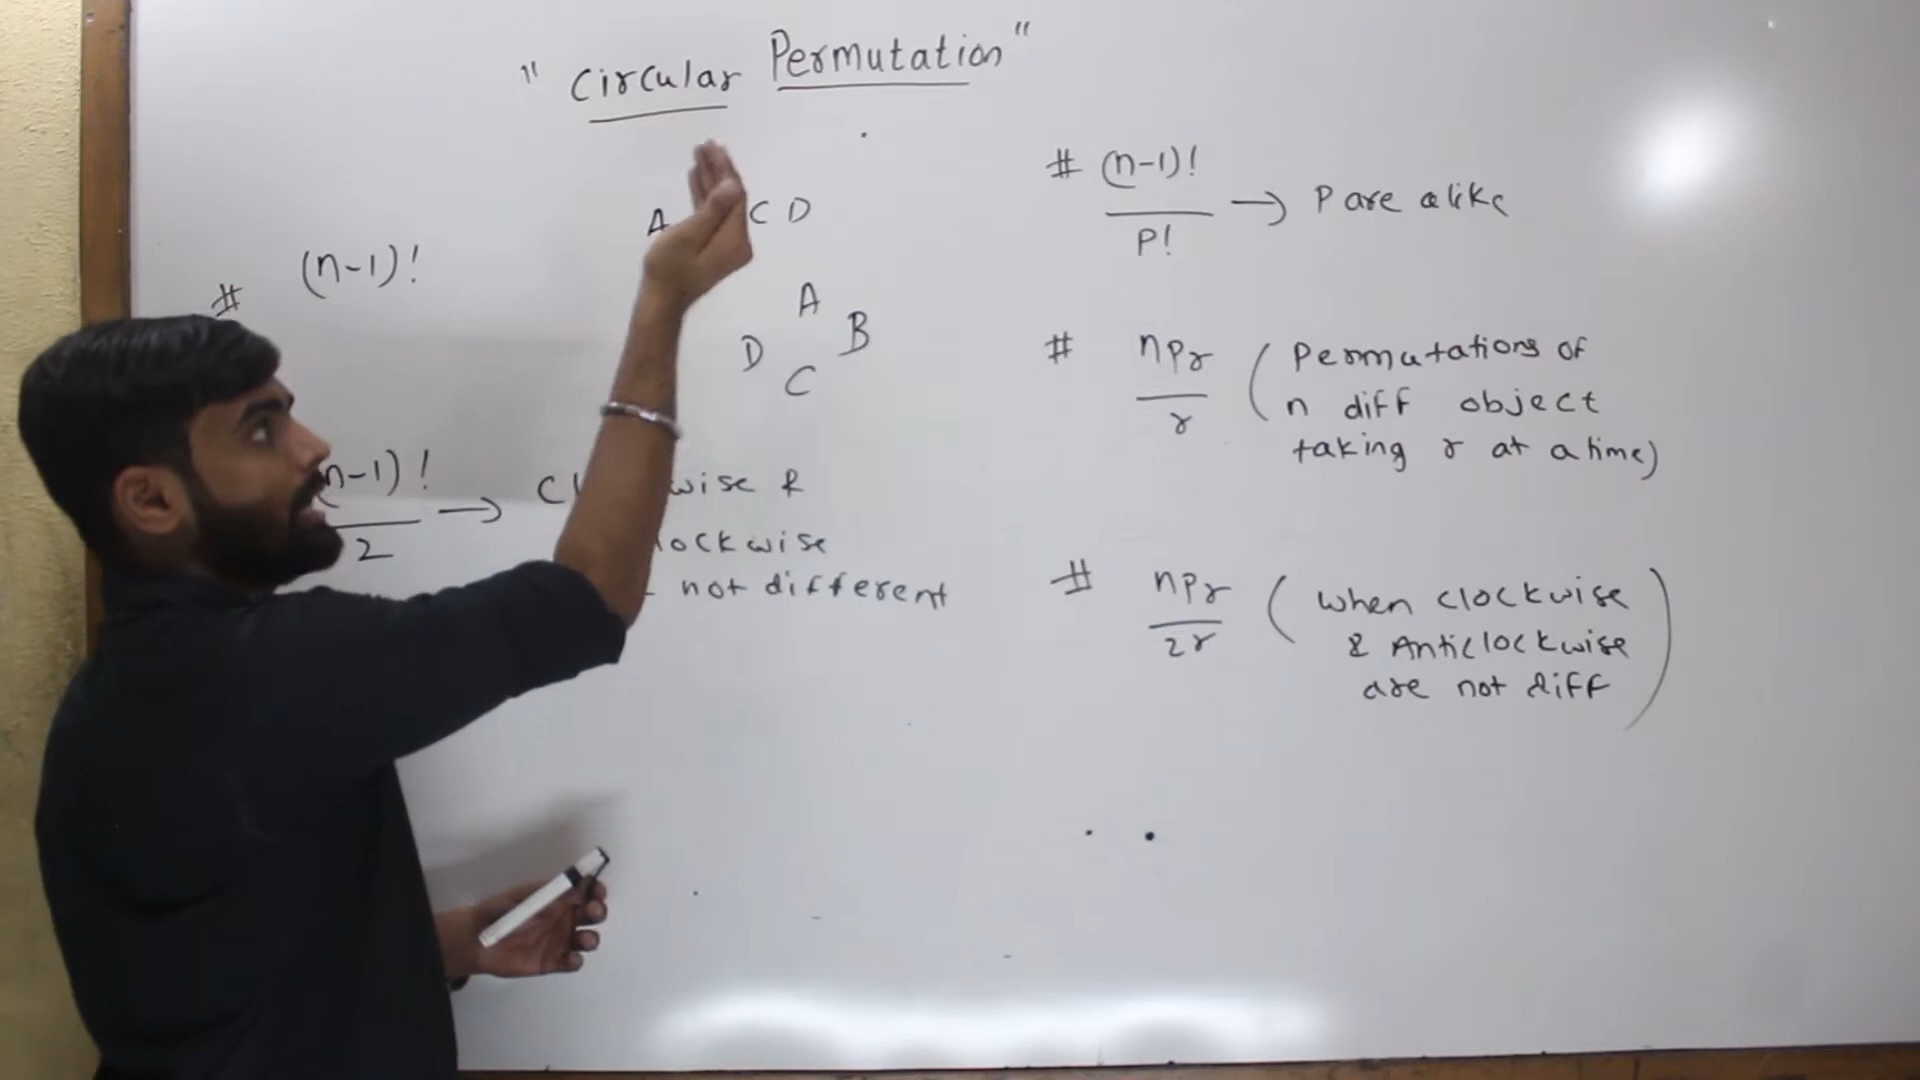 " Circular Permutation "
A C D
# (n-1)!
A
D B
C
(n-1)!
2
→
wise &
lockwise
not different
# (n-1)!
P!
→ P are alike
# nPr
r
( Permutations of
n diff object
taking r at a time)
# nPr
2r
( When clockwise
& Anticlockwise
are not diff )